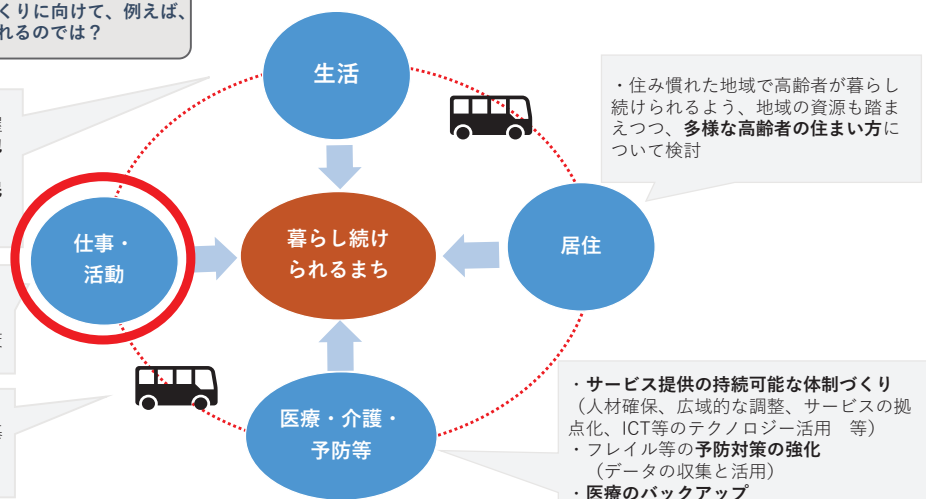 くりに向けて、例えば、
れるのでは？
生活
・住み慣れた地域で高齢者が暮らし
続けられるよう、地域の資源も踏ま
えつつ、多様な高齢者の住まい方に
ついて検討
仕事・
活動
暮らし続け
られるまち
居住
医療・介護・
予防等
・サービス提供の持続可能な体制づくり
（人材確保、広域的な調整、サービスの拠
点化、ICT等のテクノロジー活用　等）
・フレイル等の予防対策の強化
（データの収集と活用）
・医療のバックアップ